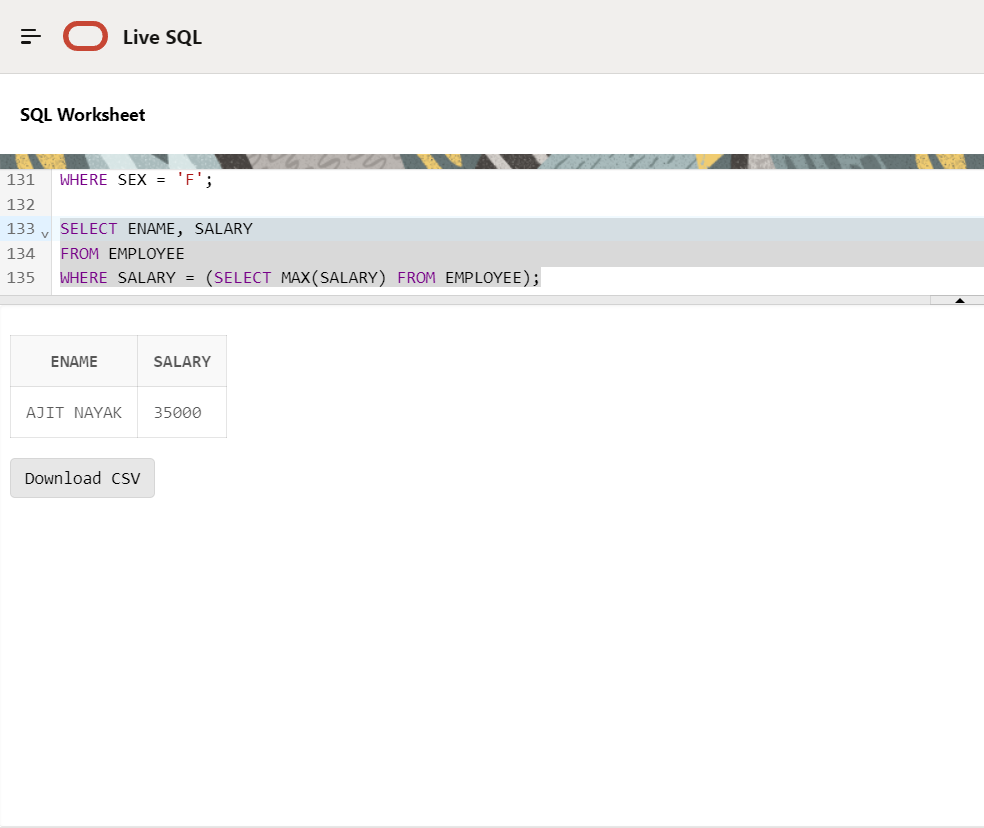 Live SQL
SQL Worksheet
131 WHERE SEX = 'F';
132
133 SELECT ENAME, SALARY
134 FROM EMPLOYEE
135 WHERE SALARY = (SELECT MAX(SALARY) FROM EMPLOYEE);
ENAME SALARY
AJIT NAYAK 35000
Download CSV